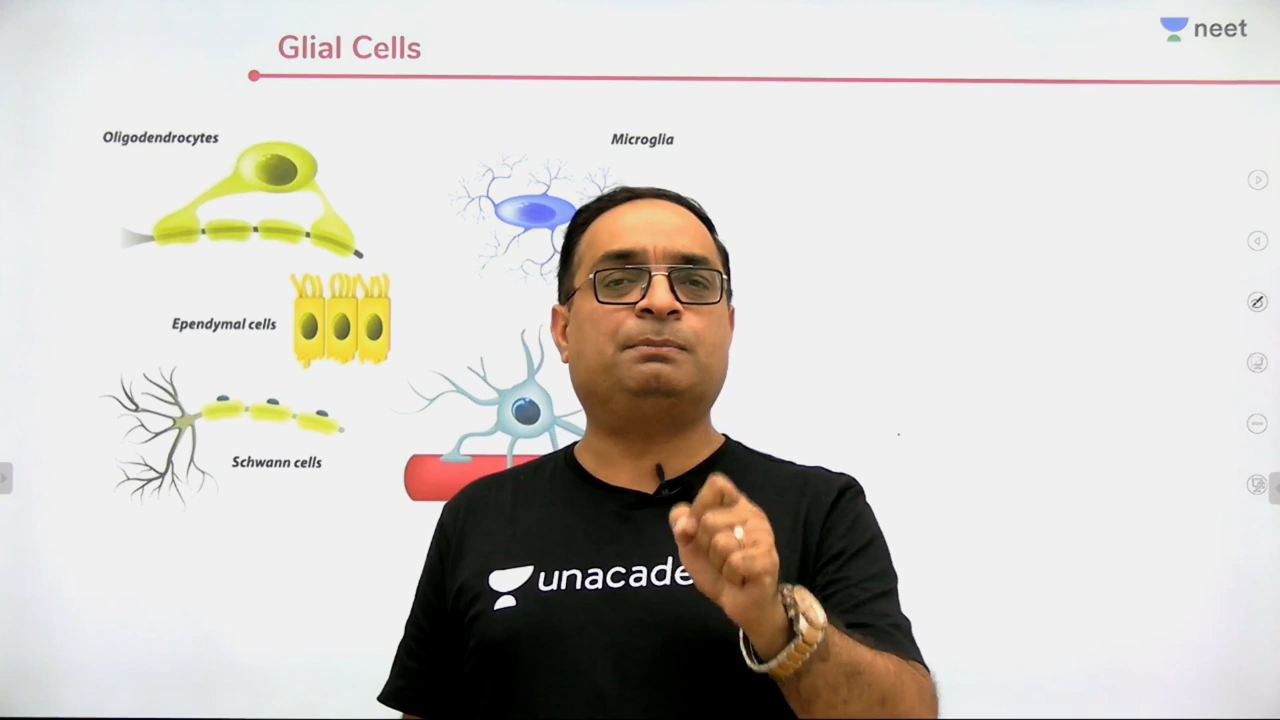 Glial Cells
neet
Oligodendrocytes
Microglia
Ependymal cells
Schwann cells
unacade